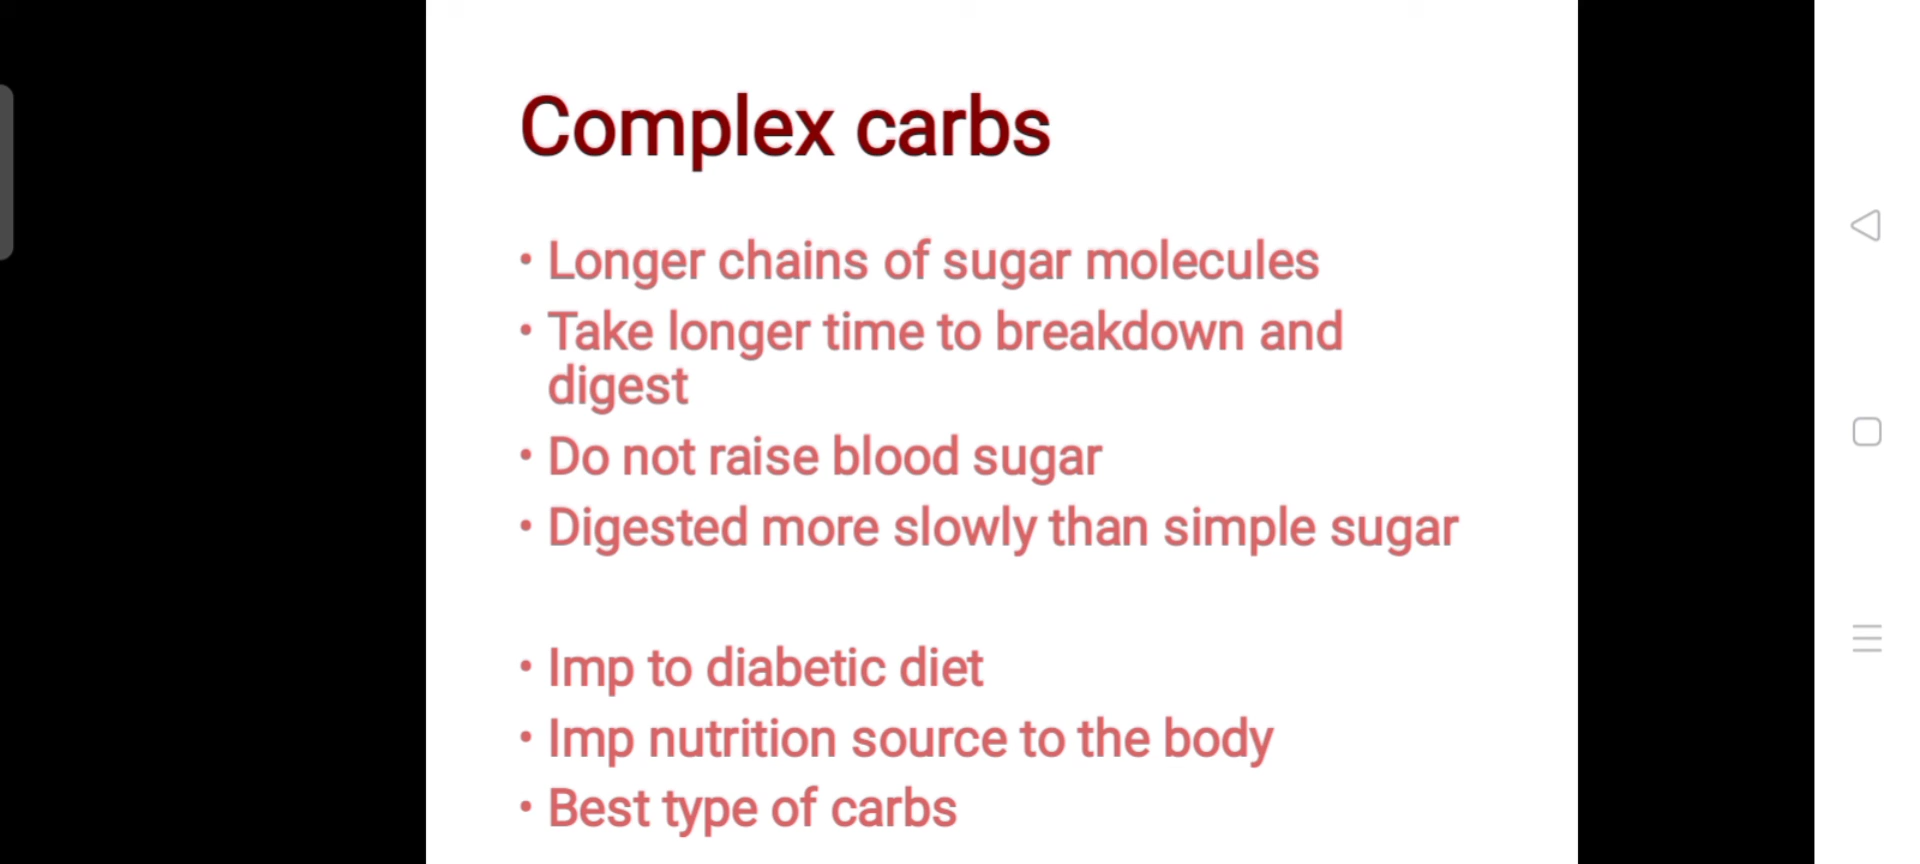 Complex carbs
• Longer chains of sugar molecules
• Take longer time to breakdown and
digest
• Do not raise blood sugar
• Digested more slowly than simple sugar
• Imp to diabetic diet
• Imp nutrition source to the body
• Best type of carbs